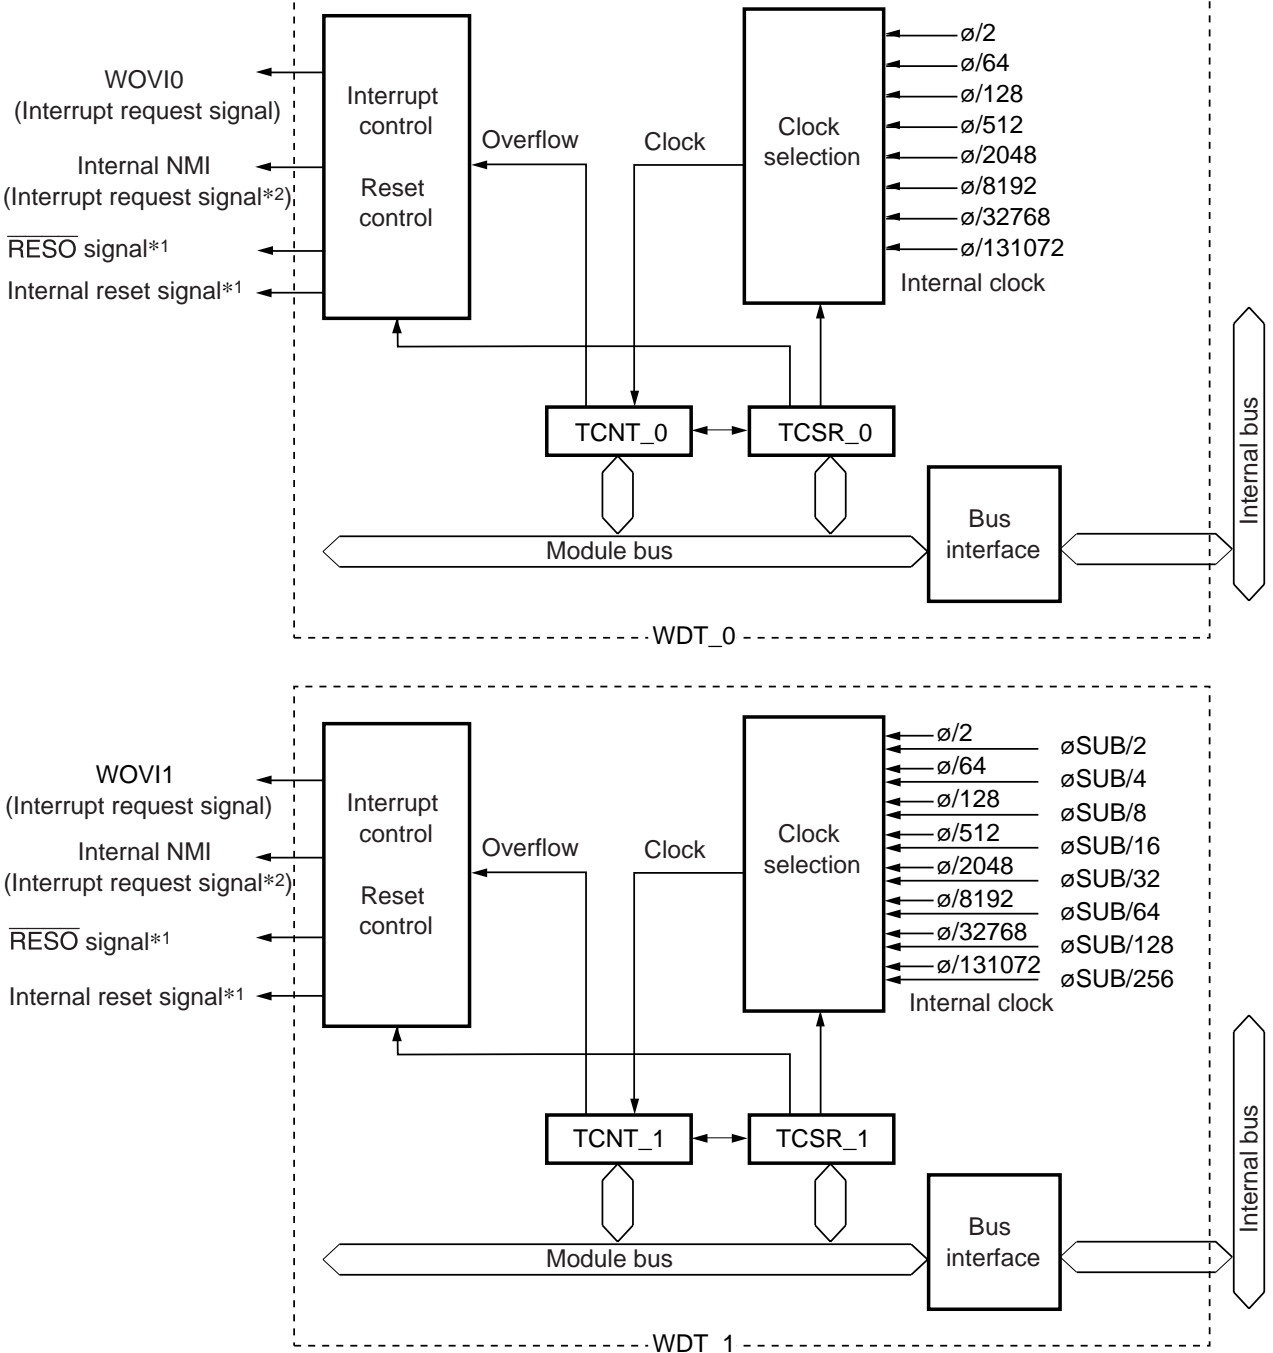 WOVI0
(Interrupt request signal)
Internal NMI
(Interrupt request signal*2)
RESO signal*1
Internal reset signal*1
Interrupt
control
Reset
control
Overflow
Clock
Clock
selection
ø/2
ø/64
ø/128
ø/512
ø/2048
ø/8192
ø/32768
ø/131072
Internal clock
TCNT_0
TCSR_0
Module bus
Bus
interface
Internal bus
WDT_0
WOVI1
(Interrupt request signal)
Internal NMI
(Interrupt request signal*2)
RESO signal*1
Internal reset signal*1
Interrupt
control
Reset
control
Overflow
Clock
Clock
selection
ø/2
øSUB/2
ø/64
øSUB/4
ø/128
øSUB/8
ø/512
øSUB/16
ø/2048
øSUB/32
ø/8192
øSUB/64
ø/32768
øSUB/128
ø/131072
øSUB/256
Internal clock
TCNT_1
TCSR_1
Module bus
Bus
interface
Internal bus
WDT_1